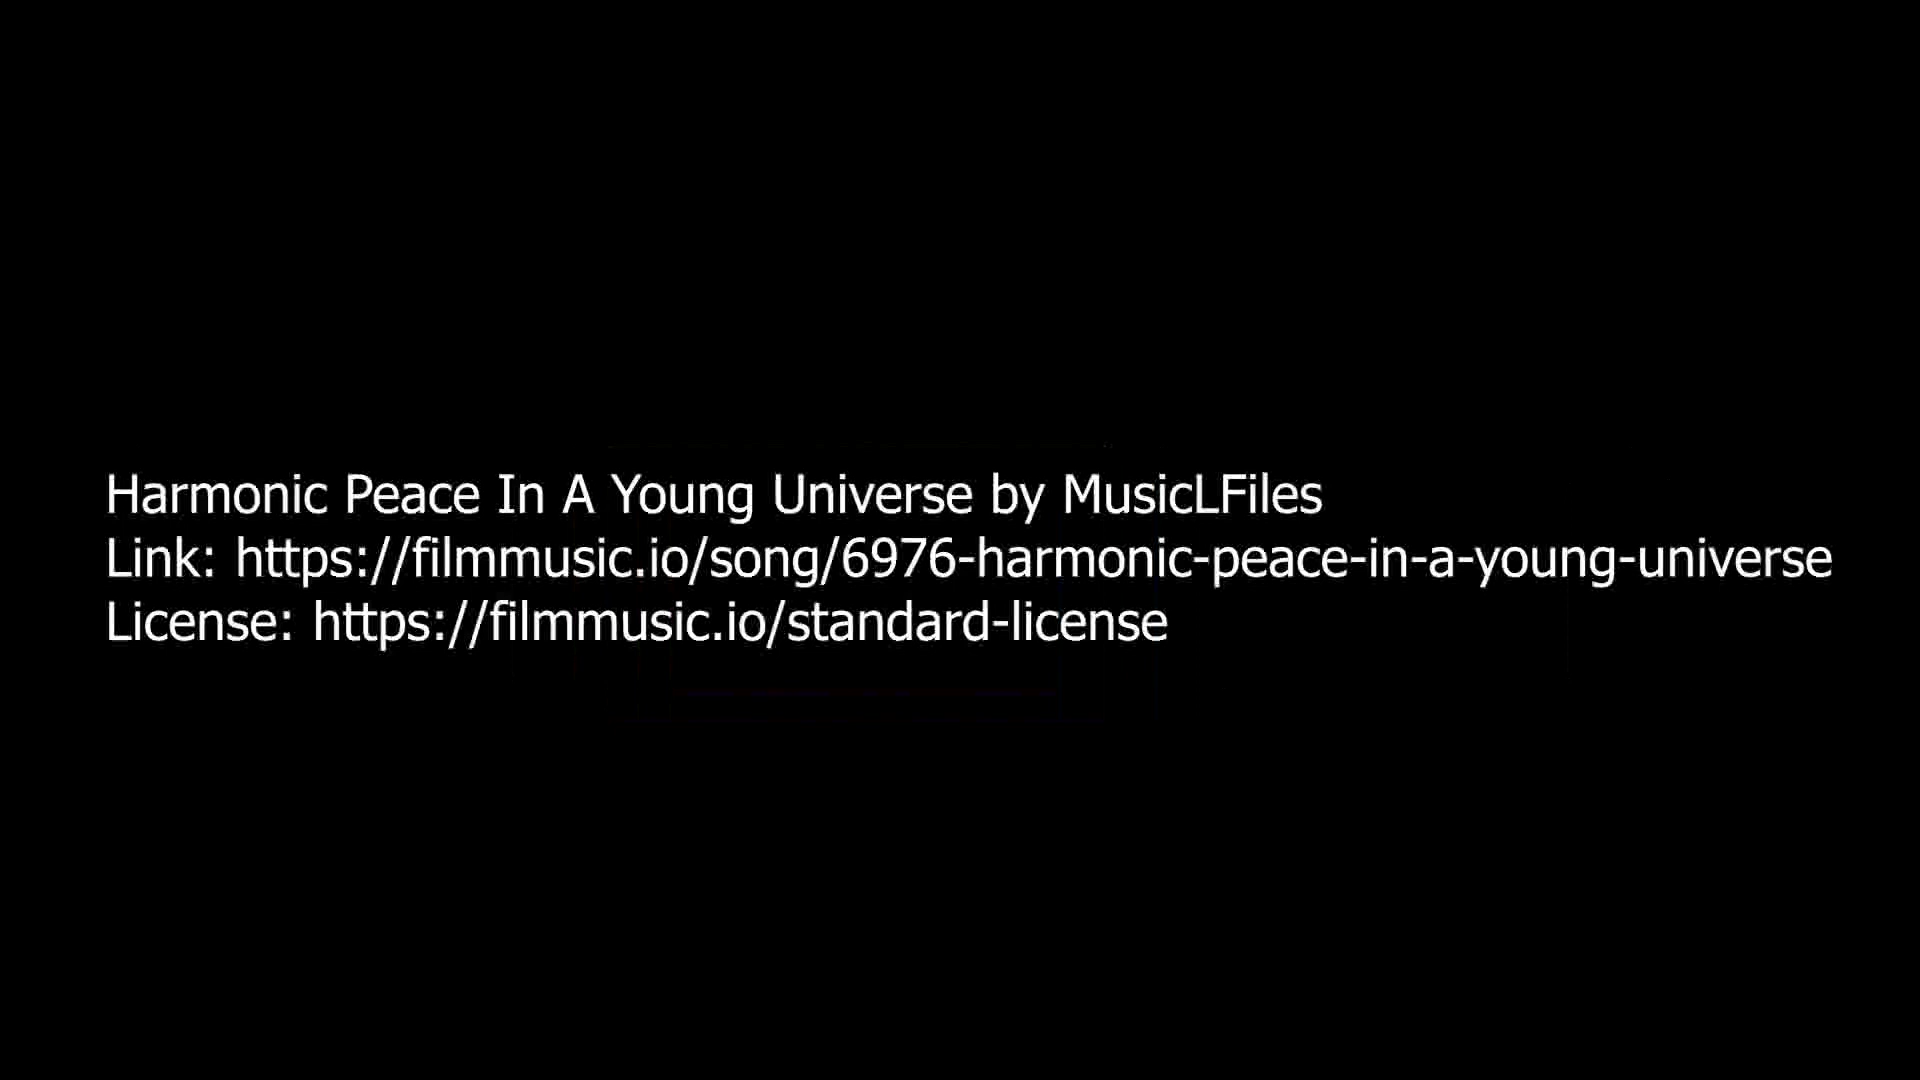 Harmonic Peace In A Young Universe by MusicLFiles
Link: https://filmmusic.io/song/6976-harmonic-peace-in-a-young-universe
License: https://filmmusic.io/standard-license